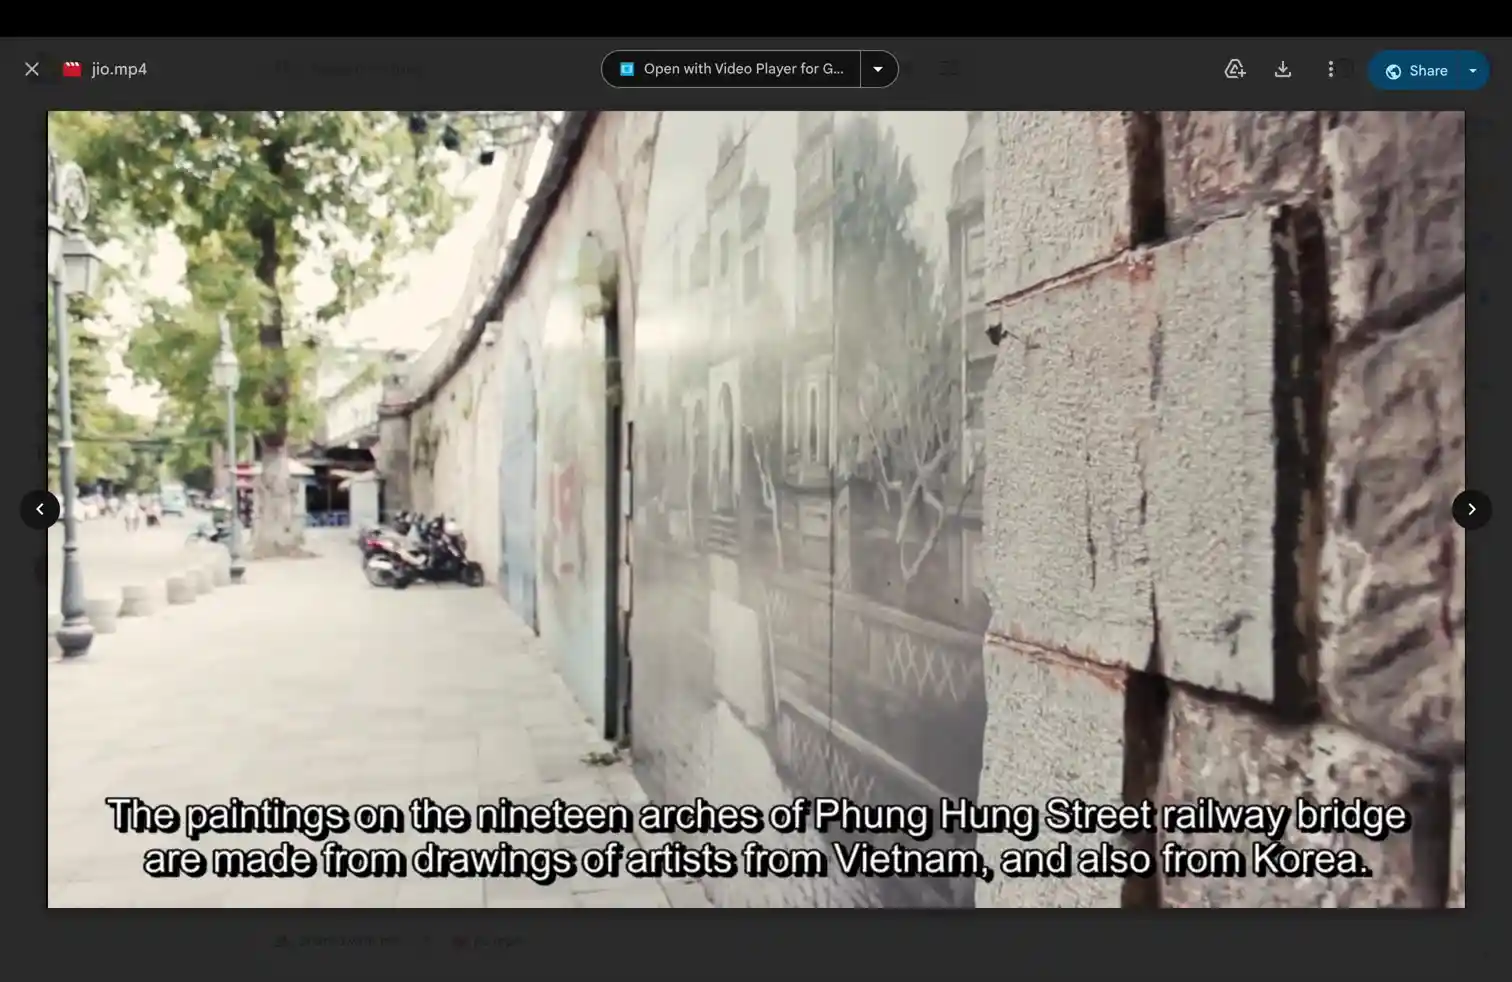 jio.mp4
Open with Video Player for G...
Share
The paintings on the nineteen arches of Phung Hung Street railway bridge
are made from drawings of artists from Vietnam, and also from Korea.